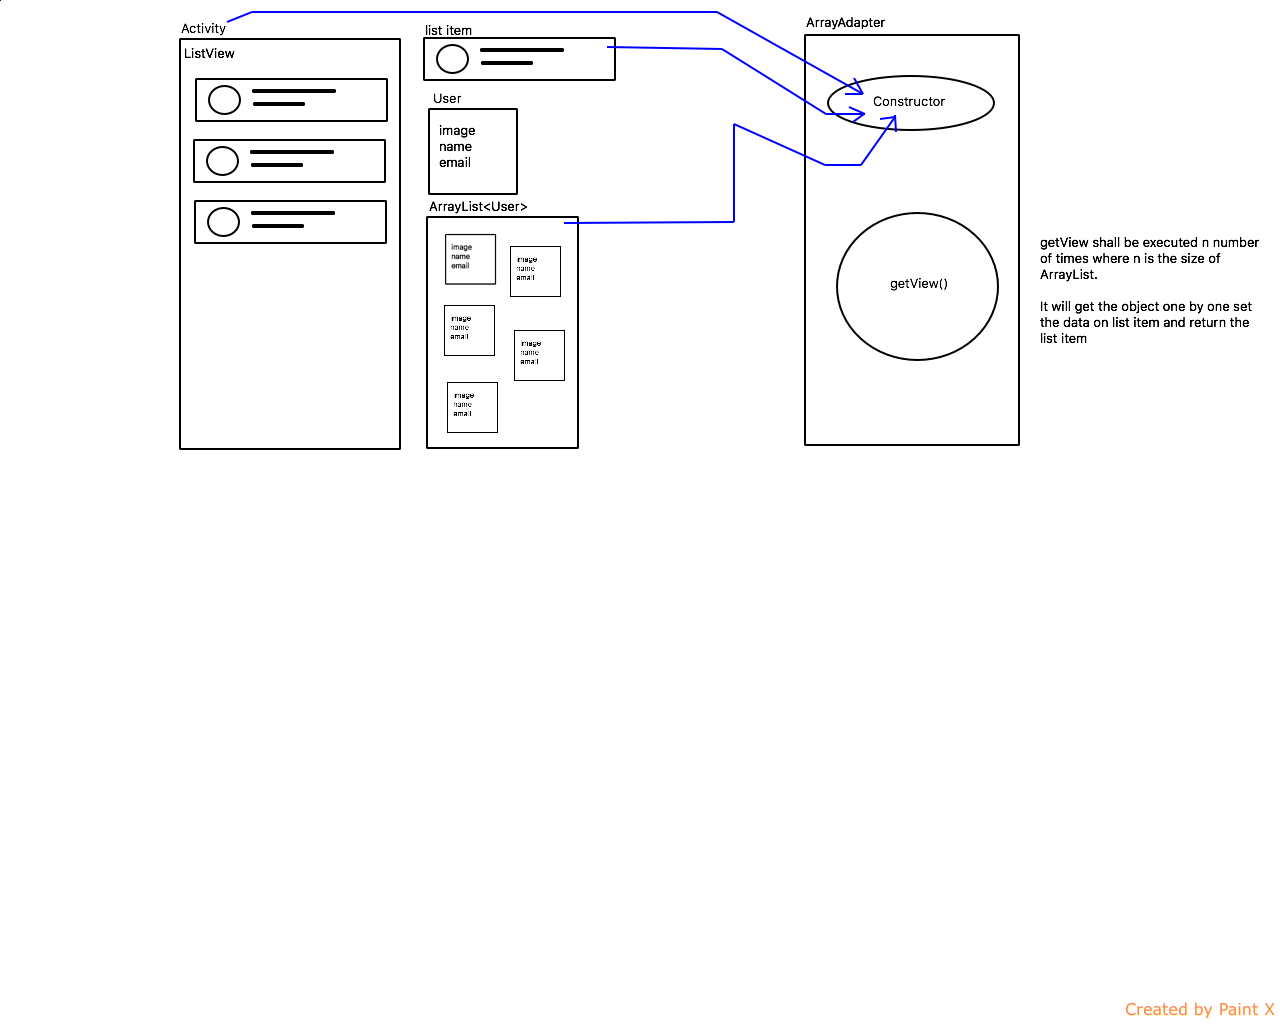 Activity
ListView
list item
User
image
name
email
ArrayList<User>
image
name
email
image
name
email
image
name
email
image
name
email
image
name
email
ArrayAdapter
Constructor
getView()
getView shall be executed n number
of times where n is the size of
ArrayList.
It will get the object one by one set
the data on list item and return the
list item
Created by Paint X